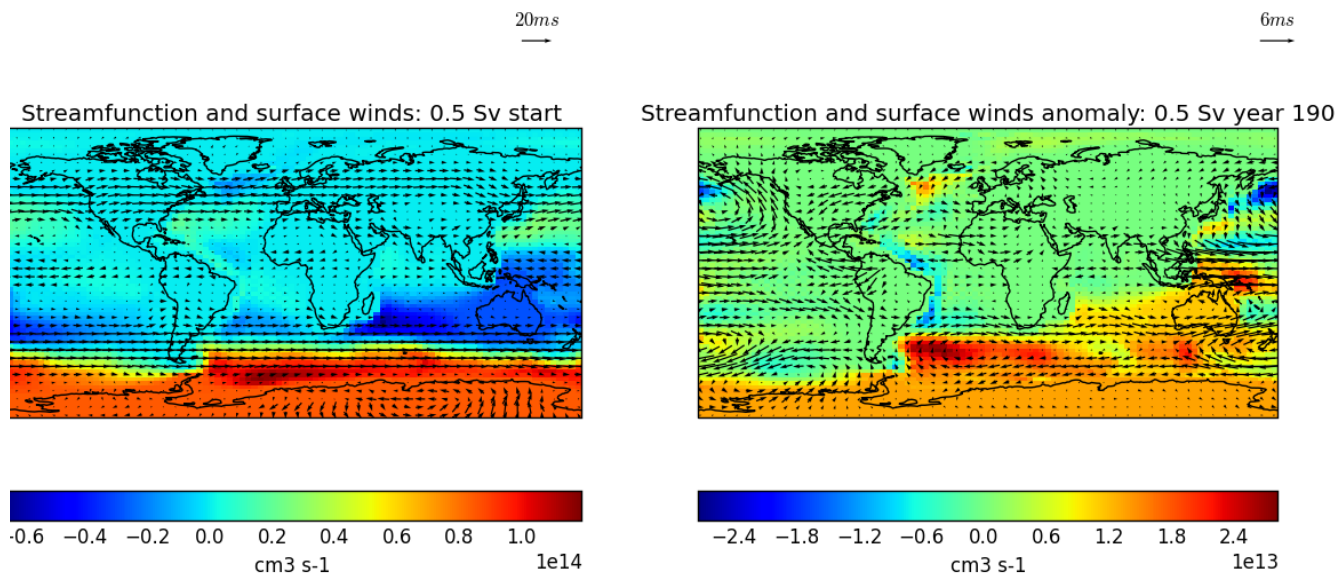 20ms
6ms
Streamfunction and surface winds: 0.5 Sv start
Streamfunction and surface winds anomaly: 0.5 Sv year 190
-0.6 −0.4 −0.2 0.0 0.2 0.4 0.6 0.8 1.0
cm3 s-1 1e14
−2.4 −1.8 −1.2 −0.6 0.0 0.6 1.2 1.8 2.4
cm3 s-1 1e13